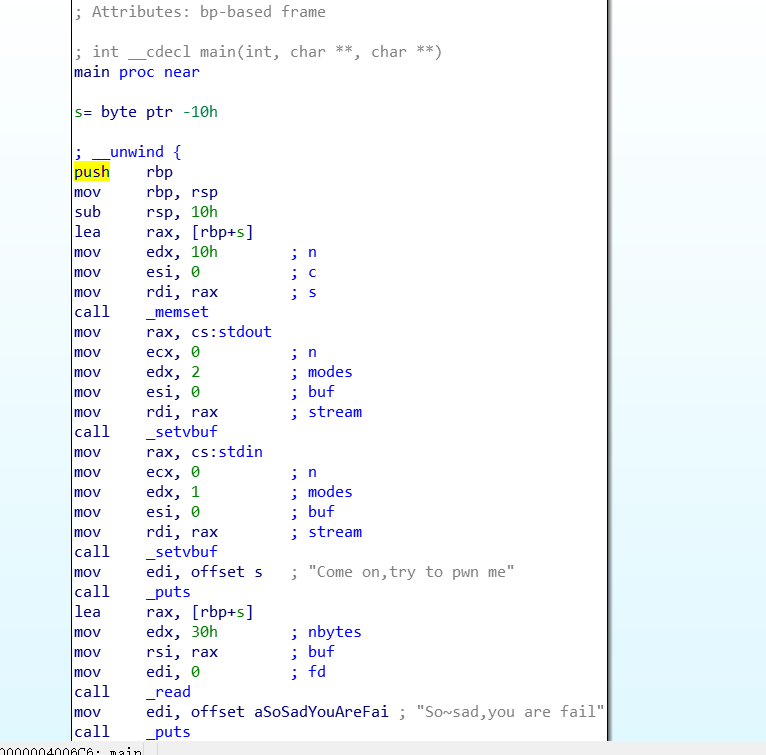 ; Attributes: bp-based frame
; int __cdecl main(int, char **, char **)
main proc near
s= byte ptr -10h
; __unwind {
push rbp
mov rbp, rsp
sub rsp, 10h
lea rax, [rbp+s]
mov edx, 10h ; n
mov esi, 0 ; c
mov rdi, rax ; s
call _memset
mov rax, cs:stdout
mov ecx, 0 ; n
mov edx, 2 ; modes
mov esi, 0 ; buf
mov rdi, rax ; stream
call _setvbuf
mov rax, cs:stdin
mov ecx, 0 ; n
mov edx, 1 ; modes
mov esi, 0 ; buf
mov rdi, rax ; stream
call _setvbuf
mov edi, offset s ; "Come on,try to pwn me"
call _puts
lea rax, [rbp+s]
mov edx, 30h ; nbytes
mov rsi, rax ; buf
mov edi, 0 ; fd
call _read
mov edi, offset aSoSadYouAreFai ; "So~sad,you are fail"
call _puts
0000004006C6: main